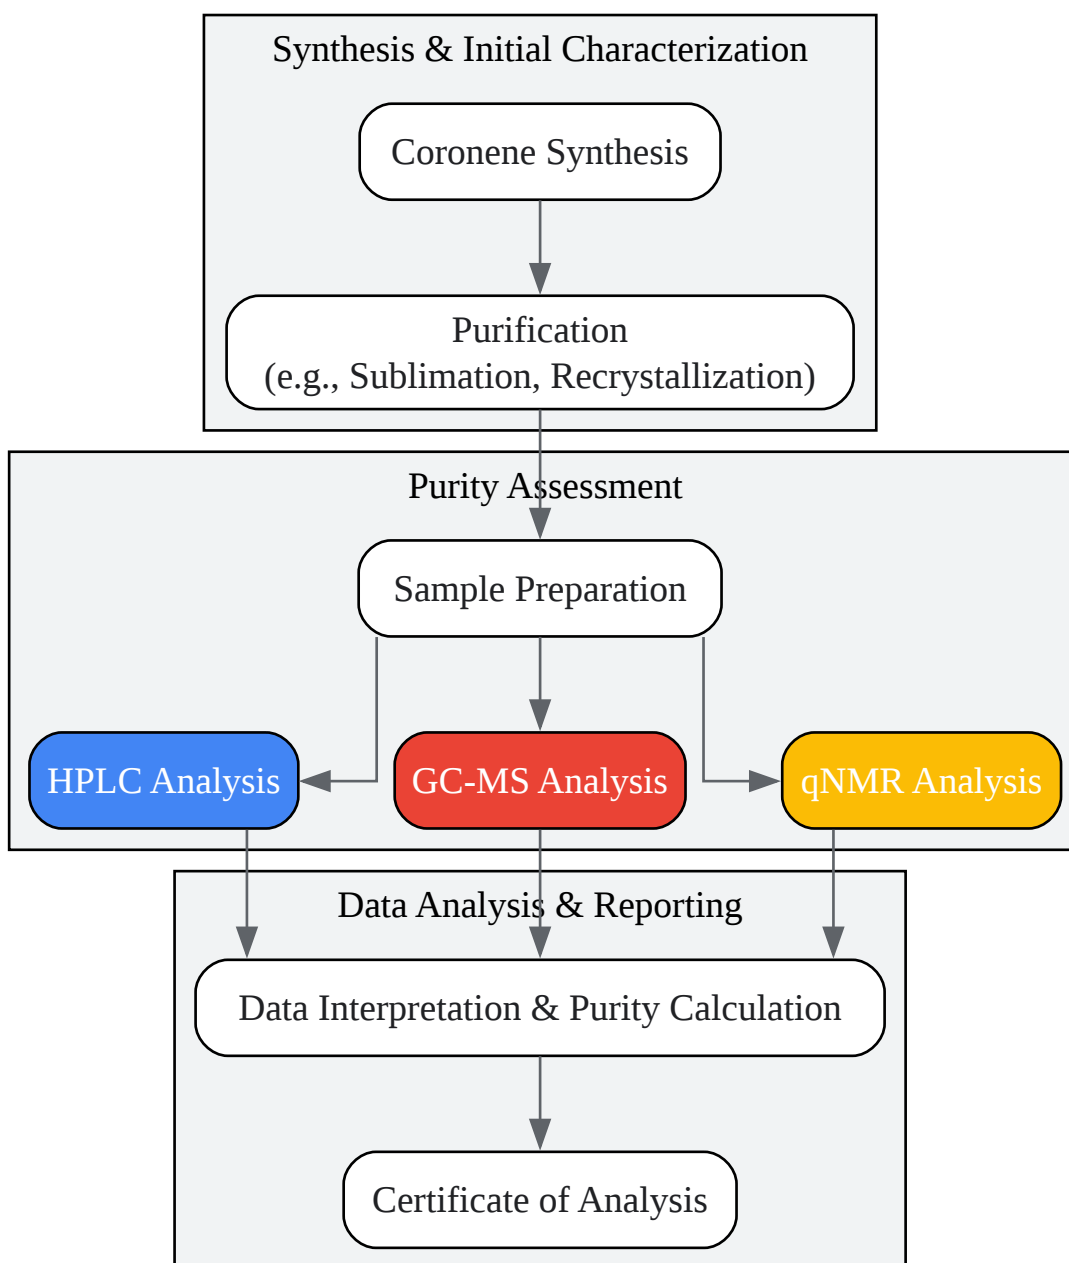 Synthesis & Initial Characterization
Coronene Synthesis
Purification
(e.g., Sublimation, Recrystallization)
Purity Assessment
Sample Preparation
HPLC Analysis
GC-MS Analysis
qNMR Analysis
Data Analysis & Reporting
Data Interpretation & Purity Calculation
Certificate of Analysis